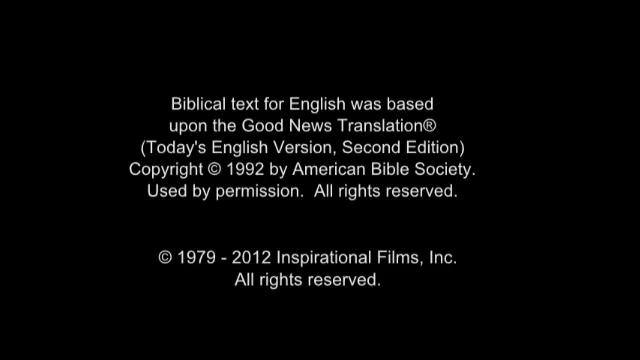 Biblical text for English was based
upon the Good News Translation®
(Today's English Version, Second Edition)
Copyright © 1992 by American Bible Society.
Used by permission.  All rights reserved.
© 1979 - 2012 Inspirational Films, Inc.
All rights reserved.